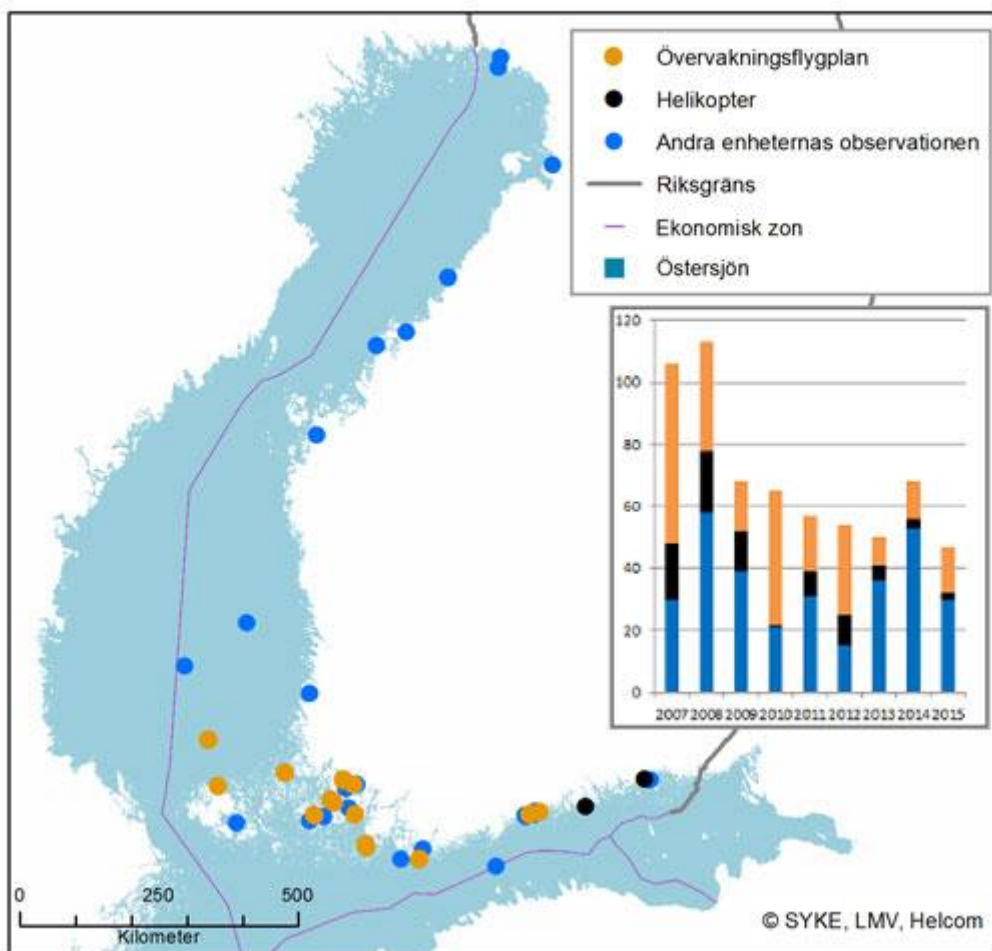 Övervakningsflygplan
Helikopter
Andra enheternas observationen
Riksgräns
Ekonomisk zon
Östersjön
120
100
80
60
40
20
0
2007 2008 2009 2010 2011 2012 2013 2014 2015
0 250 500
Kilometer
© SYKE, LMV, Helcom